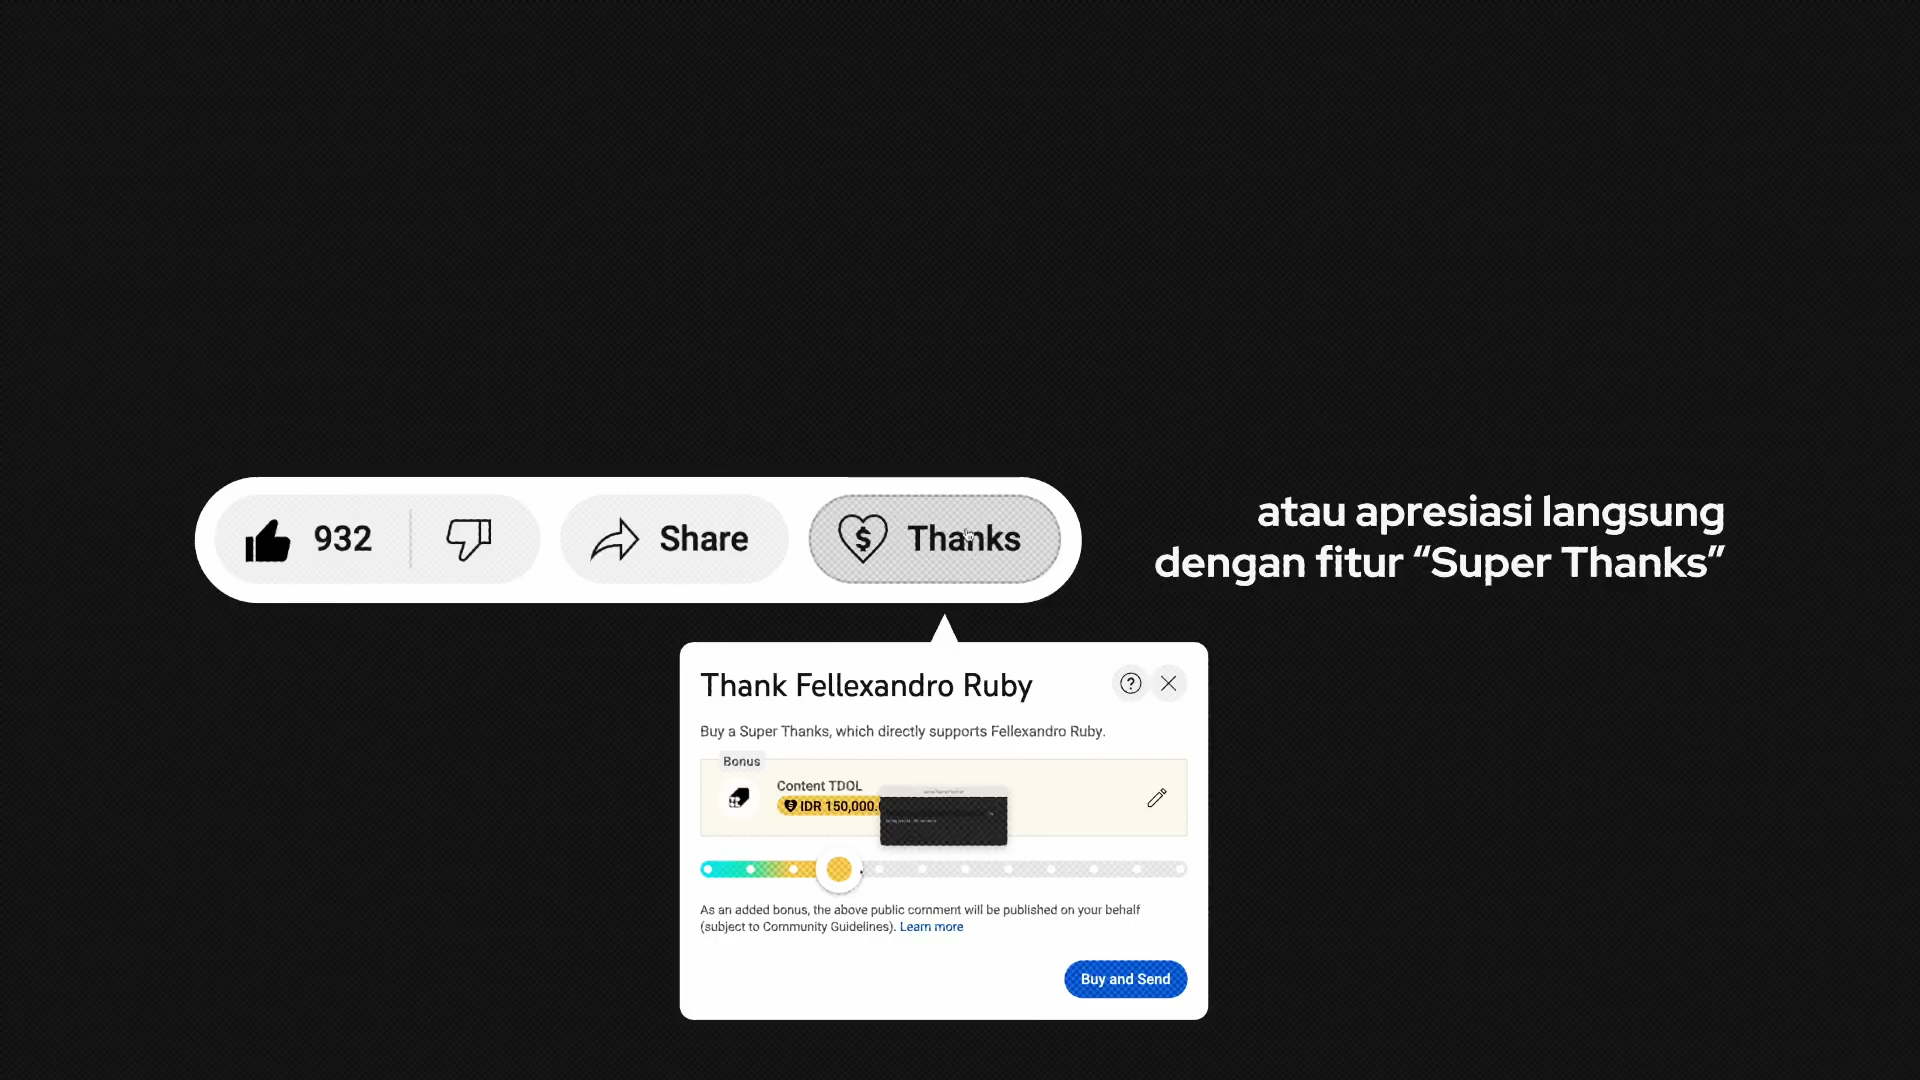 932
Share
Thanks
atau apresiasi langsung
dengan fitur “Super Thanks”
Thank Fellexandro Ruby
Buy a Super Thanks, which directly supports Fellexandro Ruby.
Bonus
Content TDOL
IDR 150,000.
As an added bonus, the above public comment will be published on your behalf
(subject to Community Guidelines). Learn more
Buy and Send